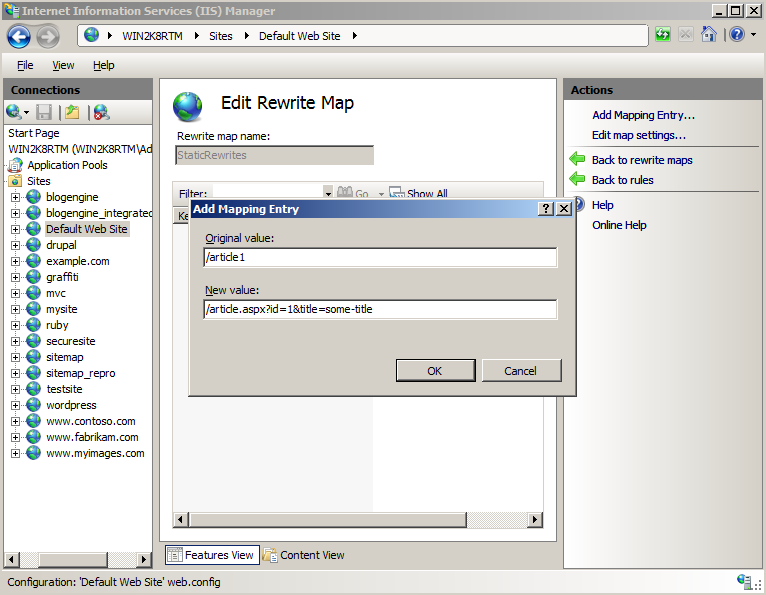 Internet Information Services (IIS) Manager
WIN2K8RTM Sites Default Web Site
File View Help
Connections
Start Page
WIN2K8RTM (WIN2K8RTM\Ad
Application Pools
Sites
blogengine
blogengine_integrated
Default Web Site
drupal
example.com
graffiti
mvc
mysite
ruby
securesite
sitemap
sitemap_repro
testsite
wordpress
www.contoso.com
www.fabrikam.com
www.myimages.com
Edit Rewrite Map
Rewrite map name:
StaticRewrites
Filter: Go Show All
Ke
Add Mapping Entry
Original value:
/article1
New value:
/article.aspx?id=1&title=some-title
OK Cancel
Features View Content View
Actions
Add Mapping Entry...
Edit map settings...
Back to rewrite maps
Back to rules
Help
Online Help
Configuration: 'Default Web Site' web.config